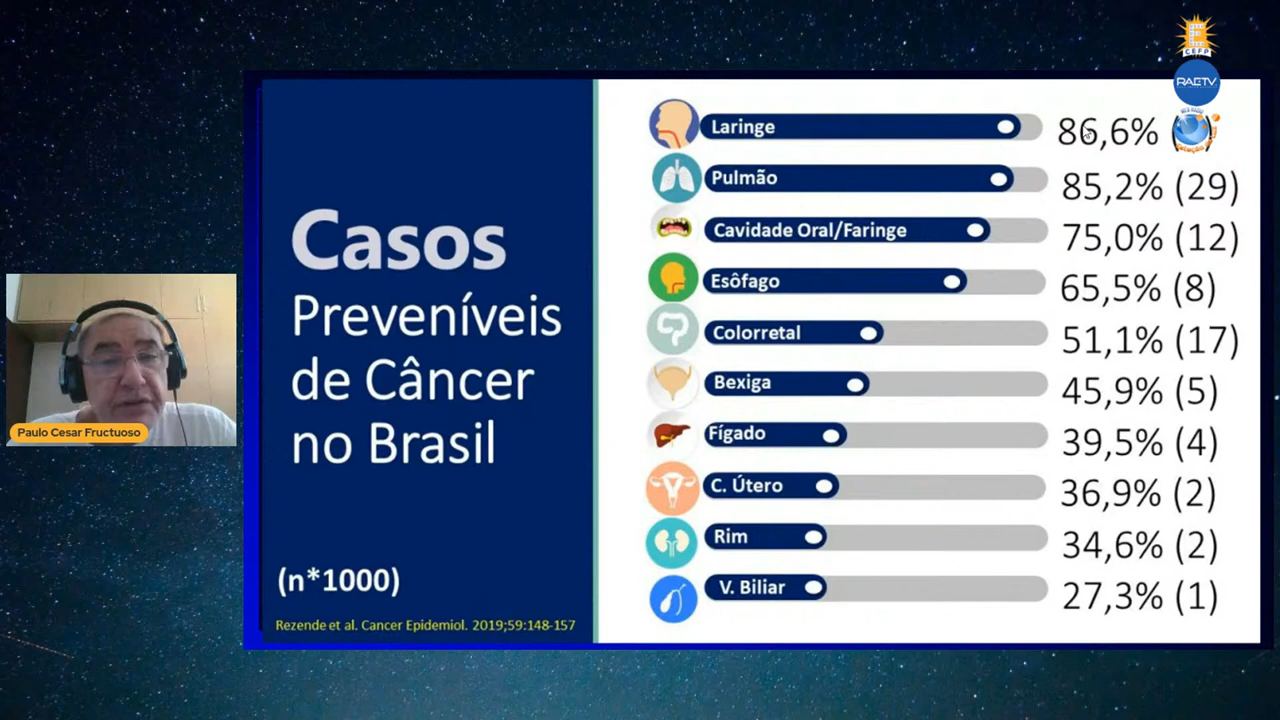 CEFP
RAETV
Casos
Preveníveis
de Câncer
no Brasil
(n*1000)
Rezende et al. Cancer Epidemiol. 2019;59:148-157
Laringe 86,6%
Pulmão 85,2% (29)
Cavidade Oral/Faringe 75,0% (12)
Esôfago 65,5% (8)
Colorretal 51,1% (17)
Bexiga 45,9% (5)
Fígado 39,5% (4)
C. Útero 36,9% (2)
Rim 34,6% (2)
V. Biliar 27,3% (1)
Paulo Cesar Fructuoso